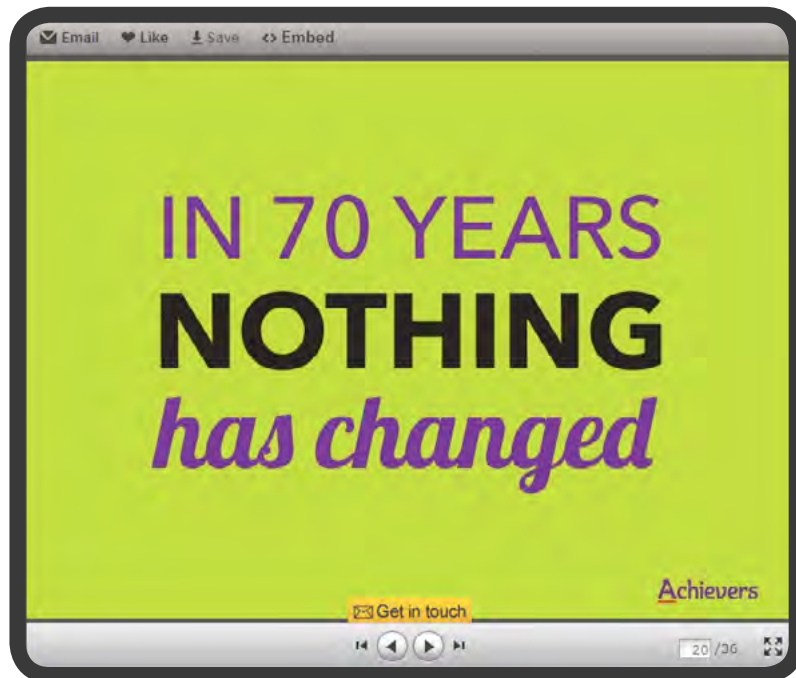 Email Like Save Embed
IN 70 YEARS
NOTHING
has changed
Achievers
Get in touch
20 /36